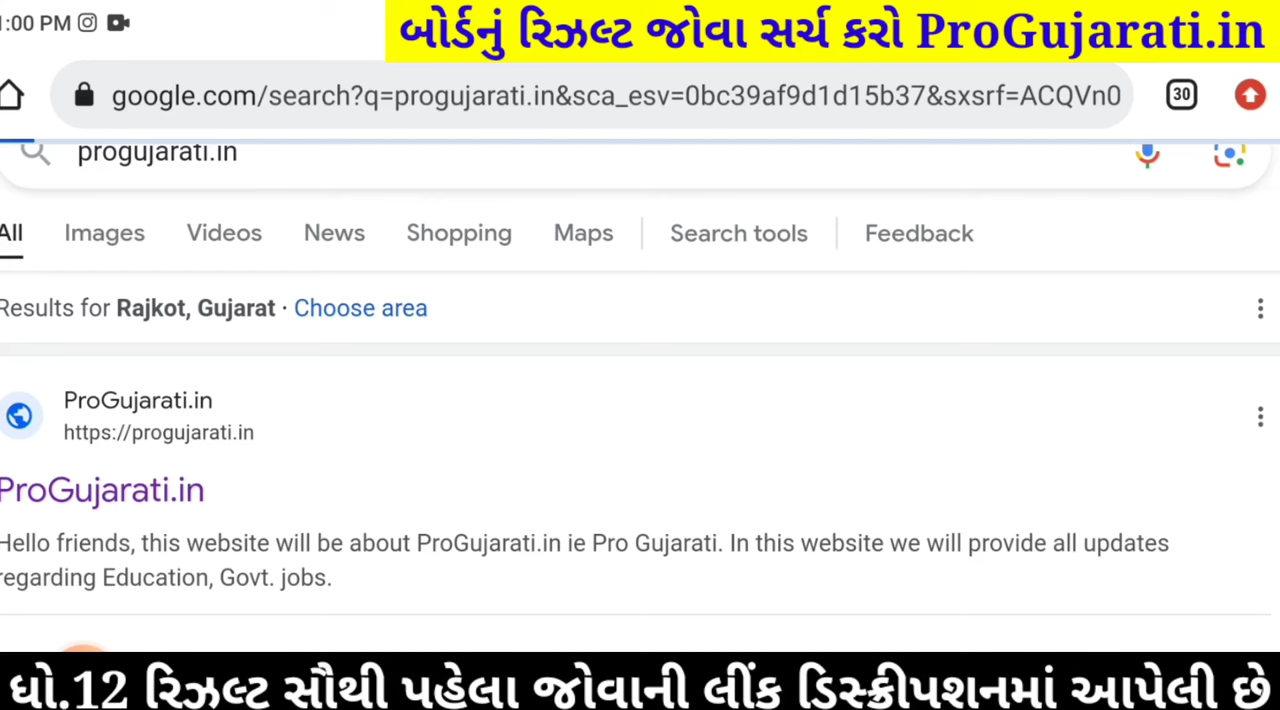 :00 PM
બોર્ડનું રિઝલ્ટ જોવા સર્ચ કરો ProGujarati.in
google.com/search?q=progujarati.in&sca_esv=0bc39af9d1d15b37&sxsrf=ACQVn0
30
progujarati.in
All Images Videos News Shopping Maps Search tools Feedback
Results for Rajkot, Gujarat · Choose area
ProGujarati.in
https://progujarati.in
ProGujarati.in
Hello friends, this website will be about ProGujarati.in ie Pro Gujarati. In this website we will provide all updates
regarding Education, Govt. jobs.
ધો.12 રિઝલ્ટ સૌથી પહેલા જોવાની લીંક ડિસ્ક્રીપશનમાં આપેલી છે